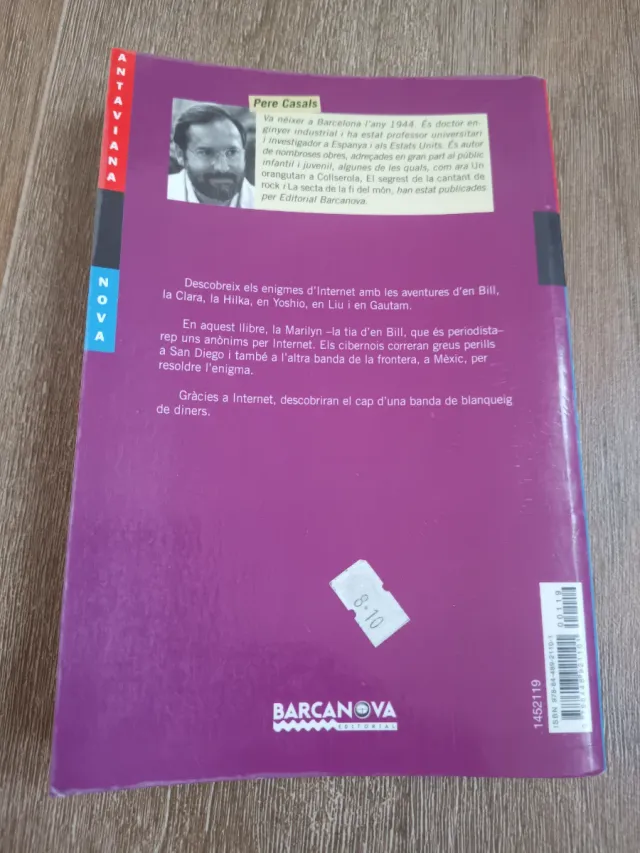 ANTAVIANA
NOVA
Pere Casals
Va néixer a Barcelona l'any 1944. És doctor en-
ginyer industrial i ha estat professor universitari
i investigador a Espanya i als Estats Units. És autor
de nombroses obres, adreçades en gran part al públic
infantil i juvenil, algunes de les quals, com ara Un
orangutan a Collserola, El segrest de la cantant de
rock i La secta de la fi del món, han estat publicades
per Editorial Barcanova.
Descobreix els enigmes d'Internet amb les aventures d'en Bill,
la Clara, la Hilka, en Yoshio, en Liu i en Gautam.
En aquest llibre, la Marilyn –la tia d'en Bill, que és periodista–
rep uns anònims per Internet. Els cibernois correran greus perills
a San Diego i també a l'altra banda de la frontera, a Mèxic, per
resoldre l'enigma.
Gràcies a Internet, descobriran el cap d'una banda de blanqueig
de diners.
8·10
BARCANOVA
EDITORIAL
1452119
ISBN 978-84-489-2110-1
00119